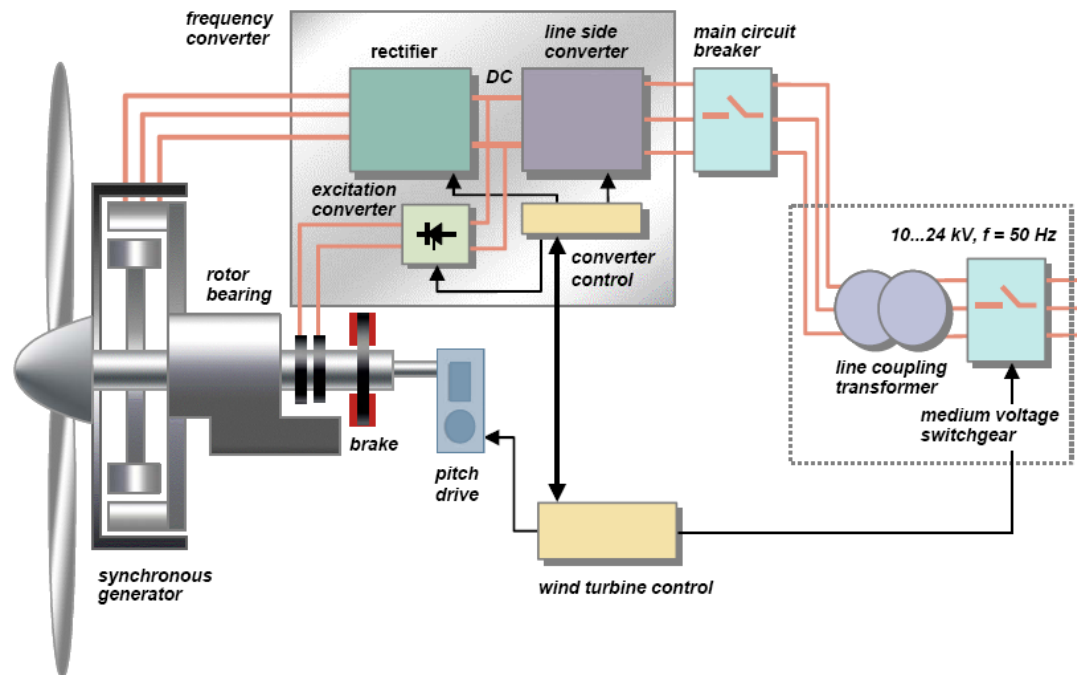 frequency
converter
rectifier
line side
converter
main circuit
breaker
DC
excitation
converter
converter
control
10...24 kV, f = 50 Hz
rotor
bearing
line coupling
transformer
medium voltage
switchgear
brake
pitch
drive
synchronous
generator
wind turbine control